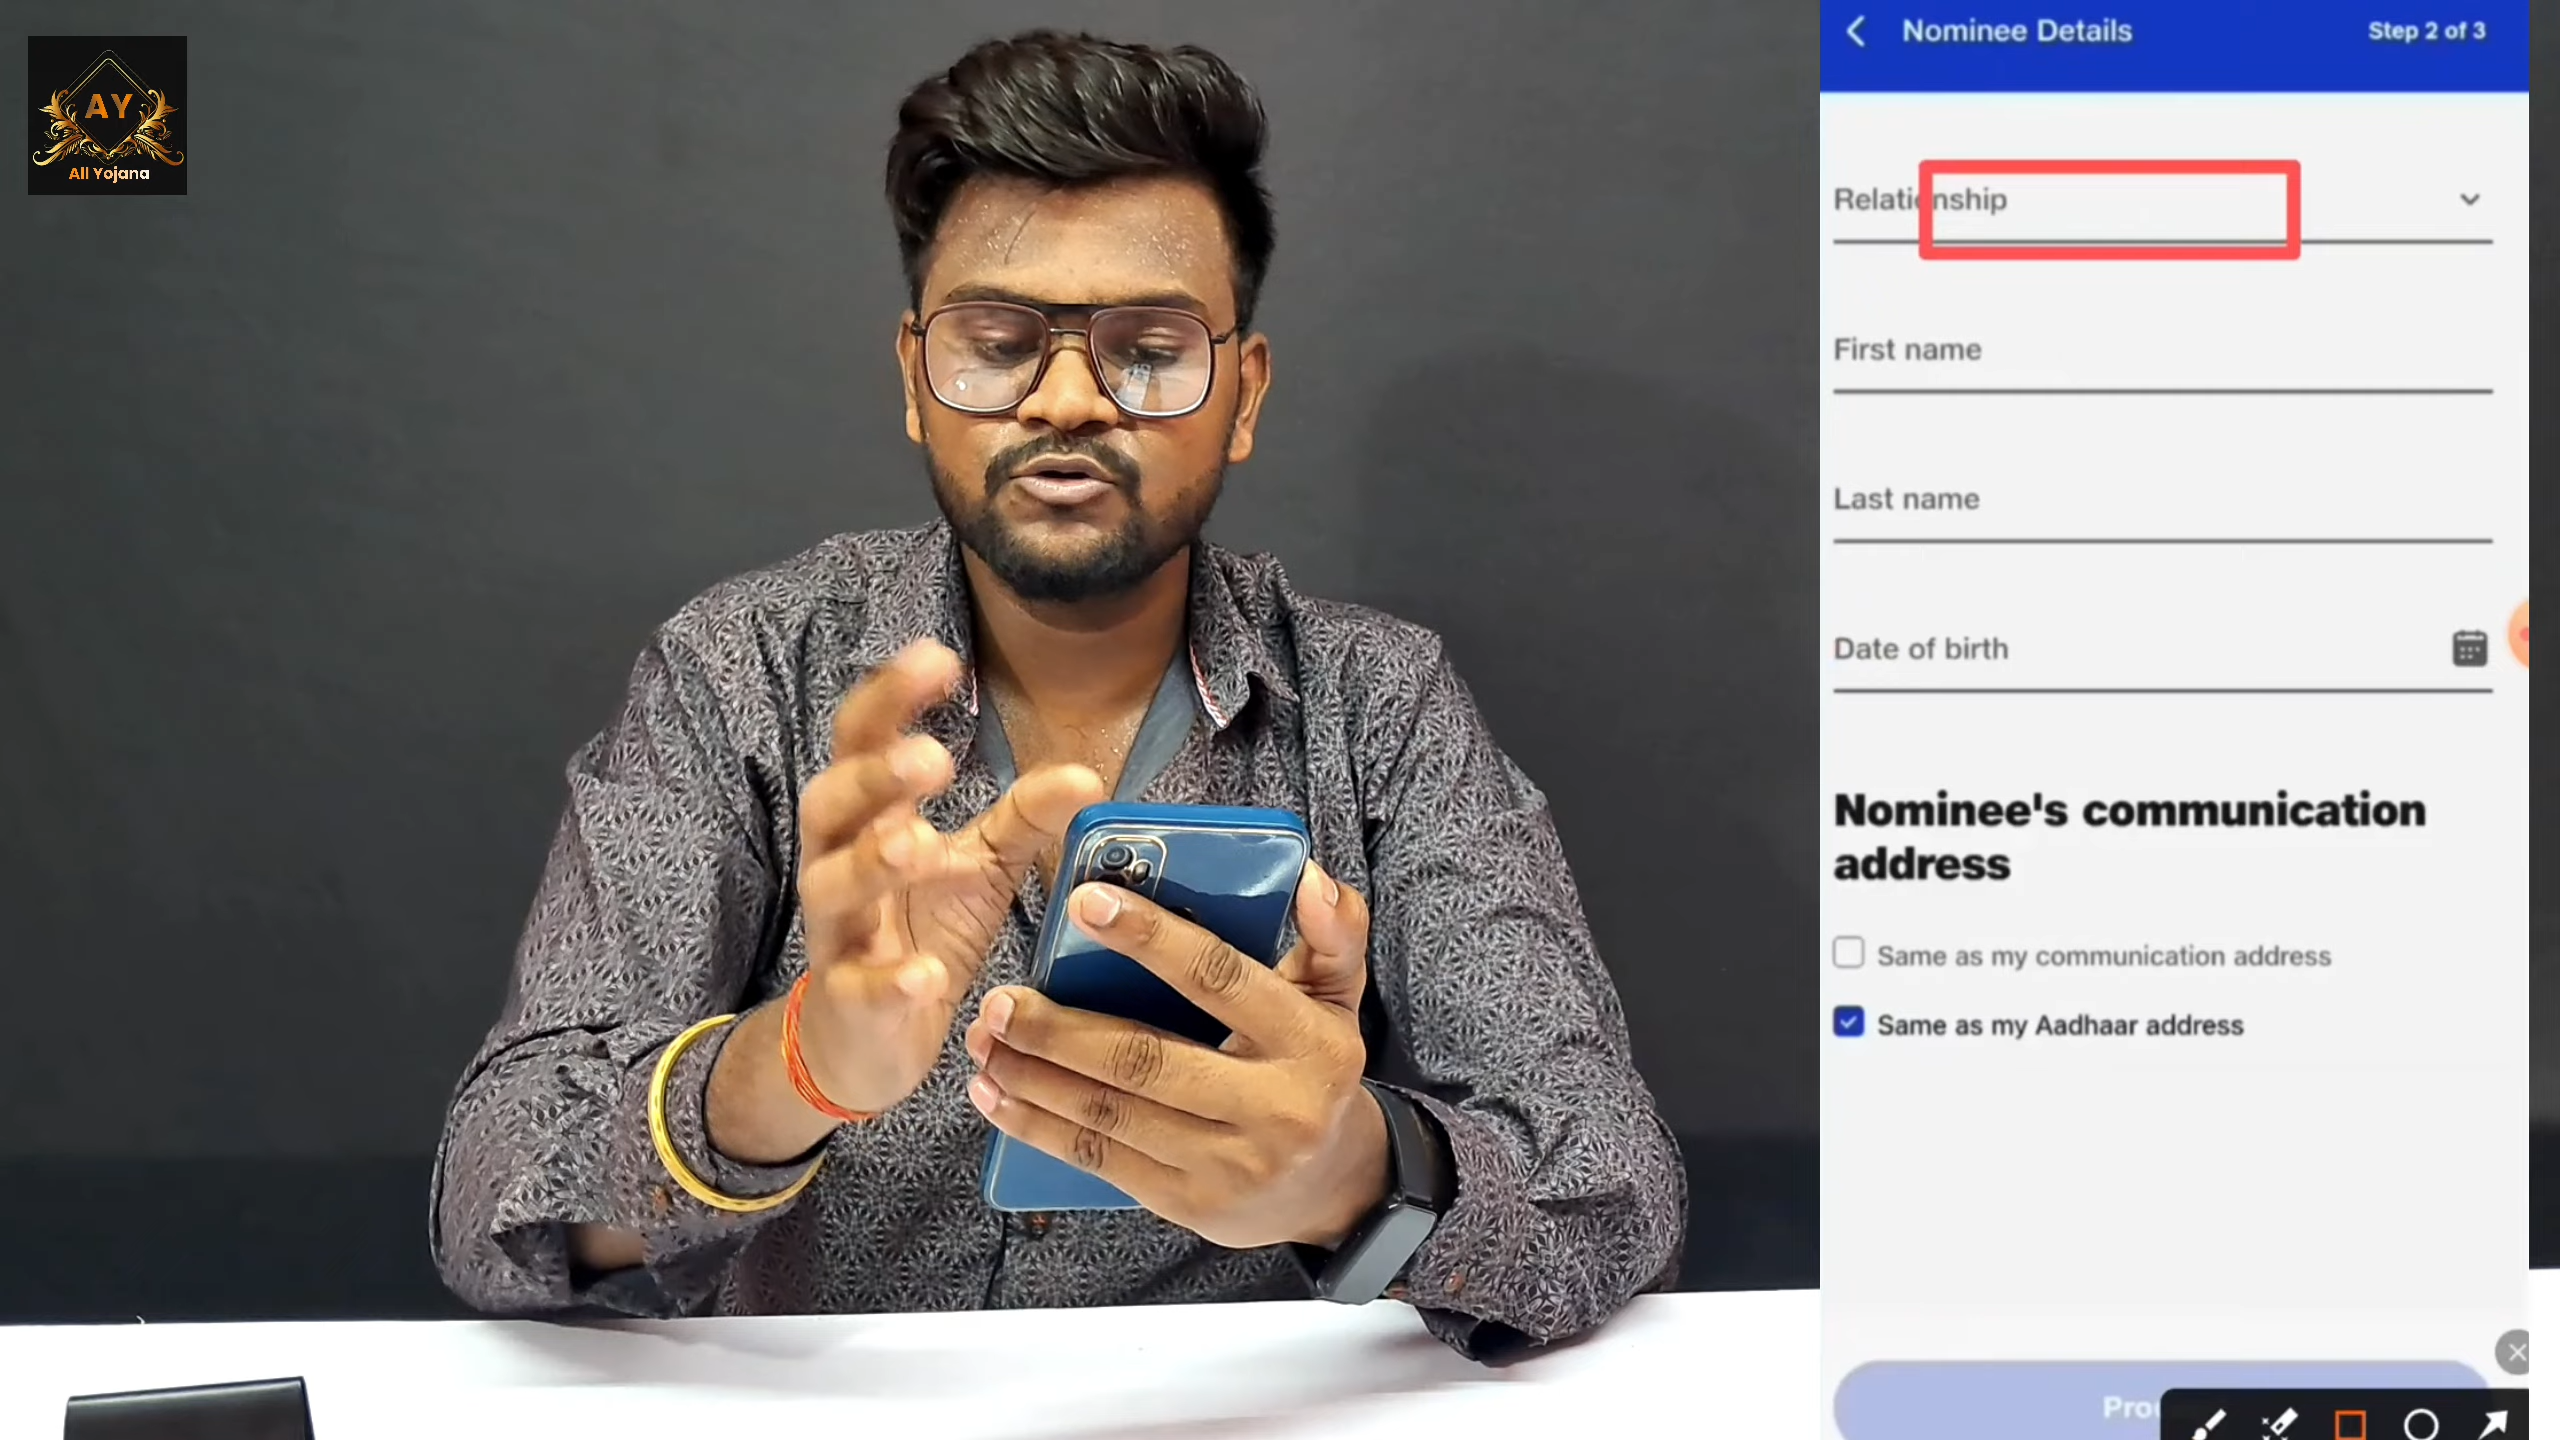 AY
All Yojana
Nominee Details
Step 2 of 3
Relationship
First name
Last name
Date of birth
Nominee's communication
address
Same as my communication address
Same as my Aadhaar address